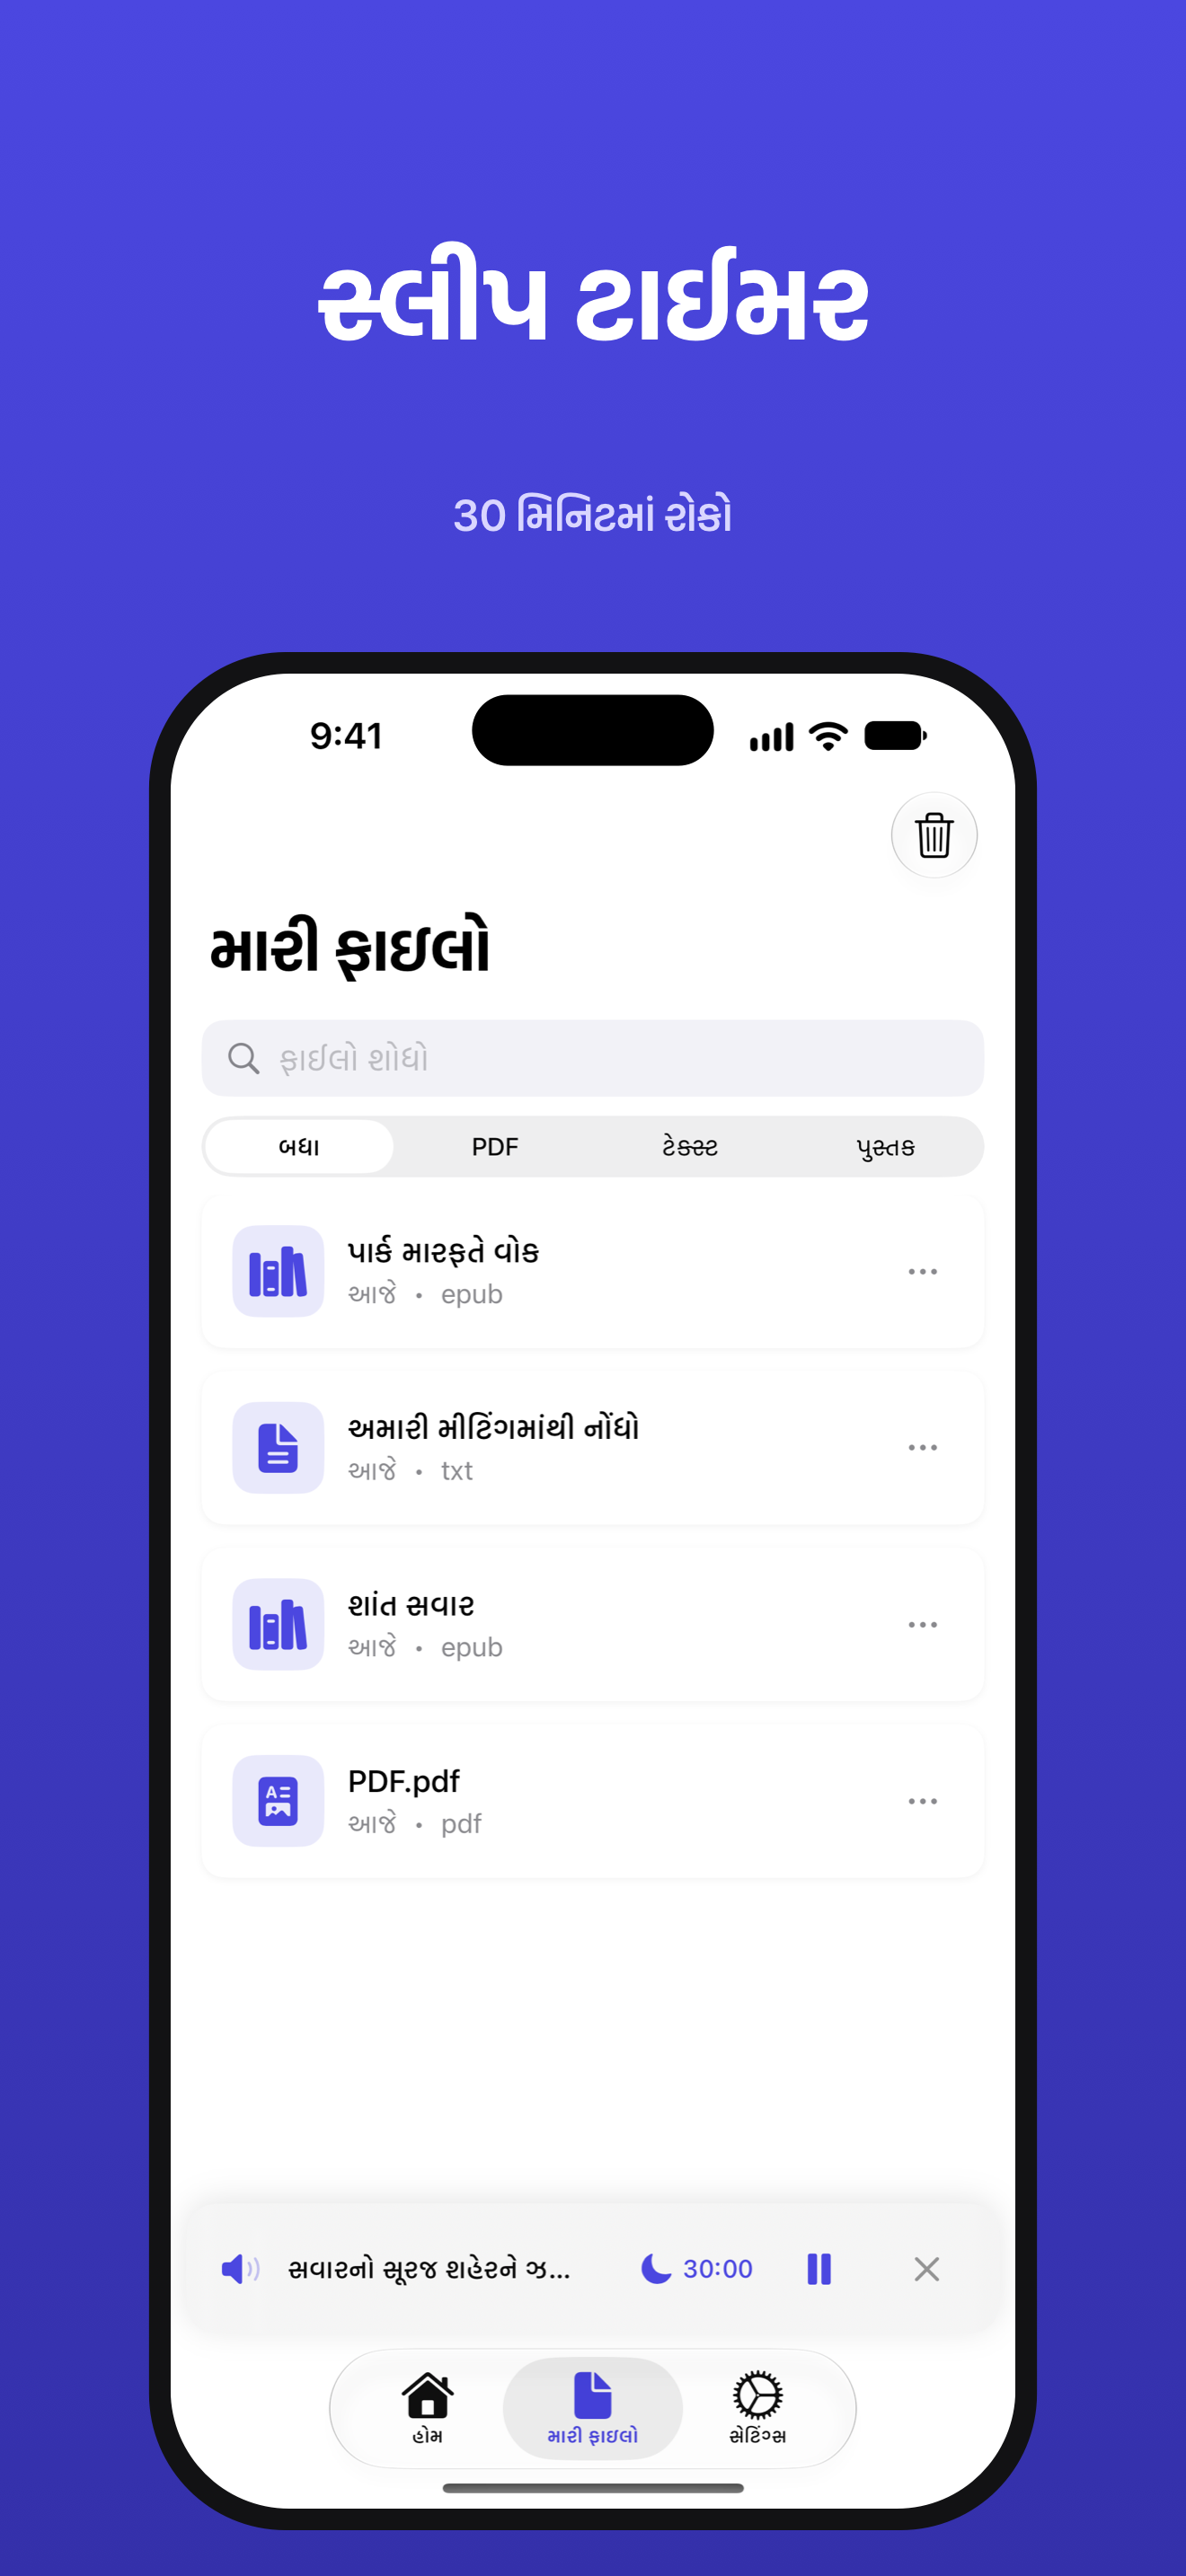 સ્લીપ ટાઈમર
30 મિનિટમાં રોકો
9:41
મારી ફાઇલો
ફાઈલો શોધો
બધા PDF ટેક્સ્ટ પુસ્તક
પાર્ક મારફતે વોક
આજે • epub
અમારી મીટિંગમાંથી નોંધો
આજે • txt
શાંત સવાર
આજે • epub
PDF.pdf
આજે • pdf
સવારનો સૂરજ શહેરને ઝ... 30:00
હોમ મારી ફાઇલો સેટિંગ્સ